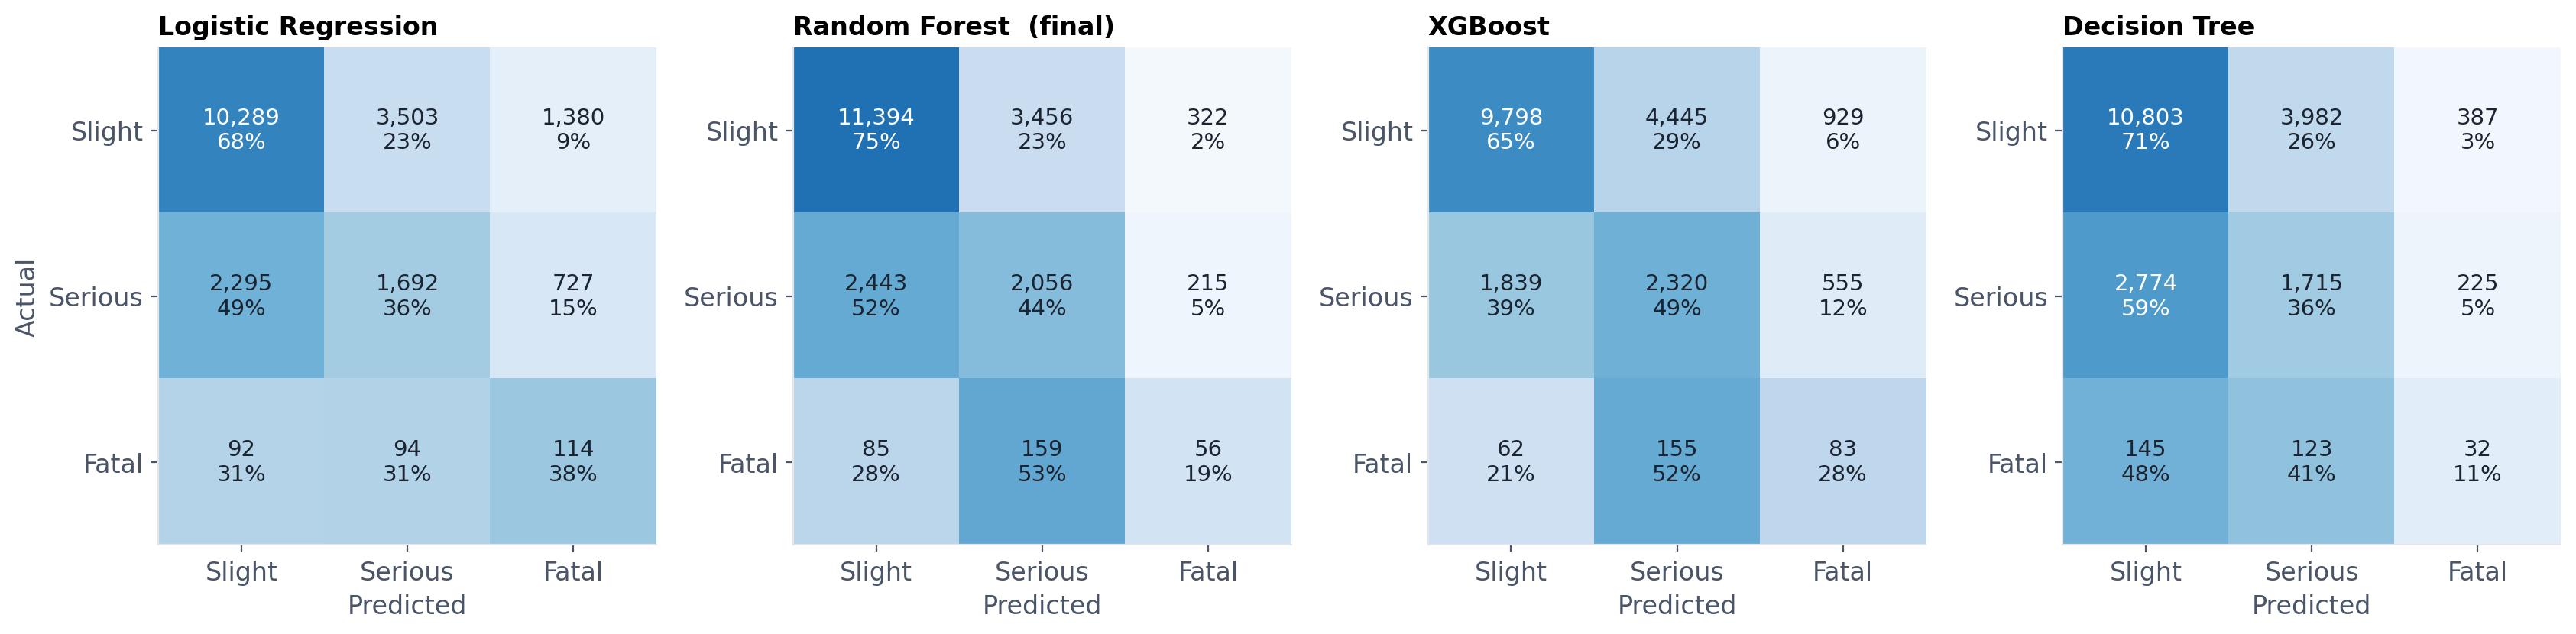 Logistic Regression
Actual
Slight
10,289
68%
3,503
23%
1,380
9%
Serious
2,295
49%
1,692
36%
727
15%
Fatal
92
31%
94
31%
114
38%
Slight
Serious
Fatal
Predicted
Random Forest (final)
Slight
11,394
75%
3,456
23%
322
2%
Serious
2,443
52%
2,056
44%
215
5%
Fatal
85
28%
159
53%
56
19%
Slight
Serious
Fatal
Predicted
XGBoost
Slight
9,798
65%
4,445
29%
929
6%
Serious
1,839
39%
2,320
49%
555
12%
Fatal
62
21%
155
52%
83
28%
Slight
Serious
Fatal
Predicted
Decision Tree
Slight
10,803
71%
3,982
26%
387
3%
Serious
2,774
59%
1,715
36%
225
5%
Fatal
145
48%
123
41%
32
11%
Slight
Serious
Fatal
Predicted